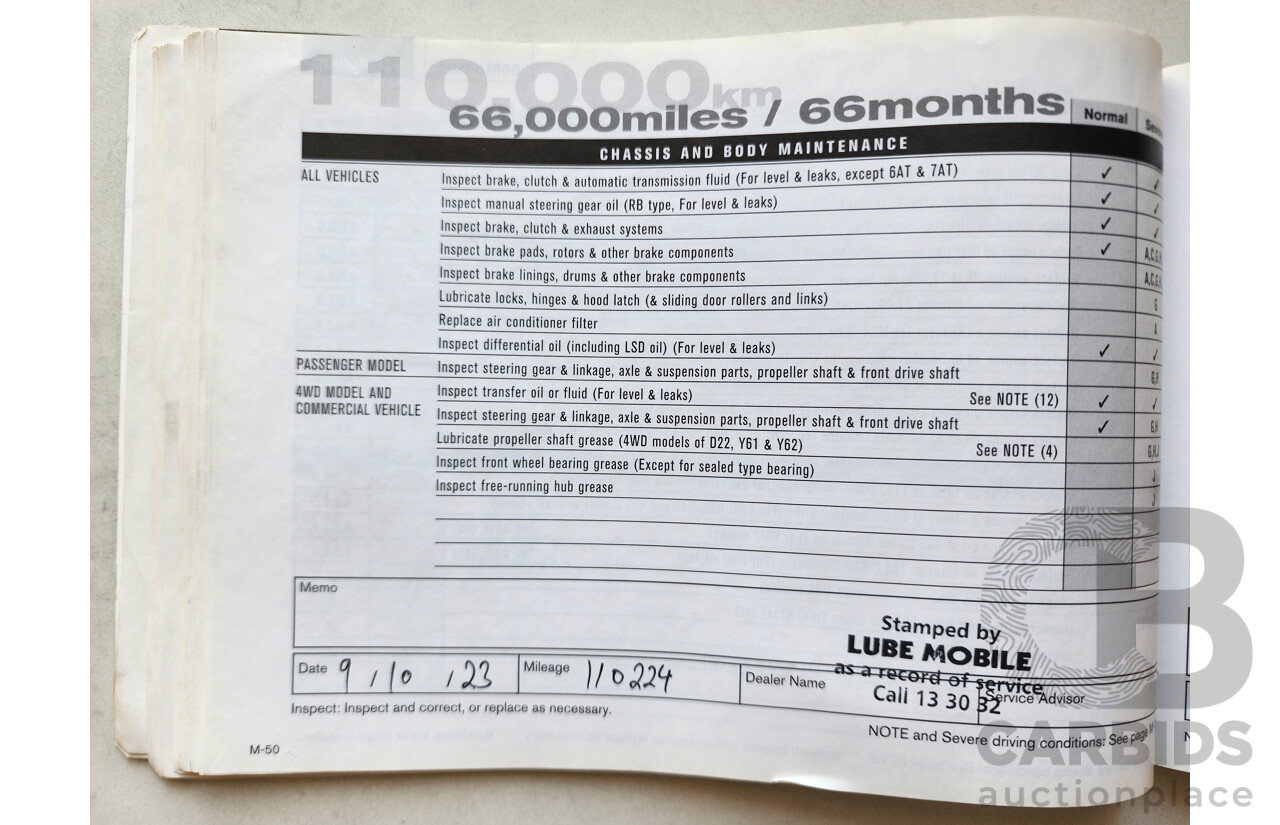 110,000km
66,000miles / 66months
Normal
CHASSIS AND BODY MAINTENANCE
ALL VEHICLES
Inspect brake, clutch & automatic transmission fluid (For level & leaks, except 6AT & 7AT) ✓ ✓
Inspect manual steering gear oil (RB type, For level & leaks) ✓ ✓
Inspect brake, clutch & exhaust systems ✓ ✓
Inspect brake pads, rotors & other brake components ✓ A,C,G,H
Inspect brake linings, drums & other brake components A,C,G,H
Lubricate locks, hinges & hood latch (& sliding door rollers and links) G
Replace air conditioner filter A
Inspect differential oil (including LSD oil) (For level & leaks) ✓ ✓
PASSENGER MODEL Inspect steering gear & linkage, axle & suspension parts, propeller shaft & front drive shaft G,H
4WD MODEL AND
COMMERCIAL VEHICLE
Inspect transfer oil or fluid (For level & leaks) See NOTE (12) ✓ ✓
Inspect steering gear & linkage, axle & suspension parts, propeller shaft & front drive shaft ✓ G,H
Lubricate propeller shaft grease (4WD models of D22, Y61 & Y62) See NOTE (4) G,H,J
Inspect front wheel bearing grease (Except for sealed type bearing) J
Inspect free-running hub grease J
Memo
Stamped by
LUBE MOBILE
as a record of service
Call 13 30 32
Date 9 / 10 / 23 Mileage 110224 Dealer Name Service Advisor
Inspect: Inspect and correct, or replace as necessary.
NOTE and Severe driving conditions: See page
M-50
CB
CARBIDS
auctionplace